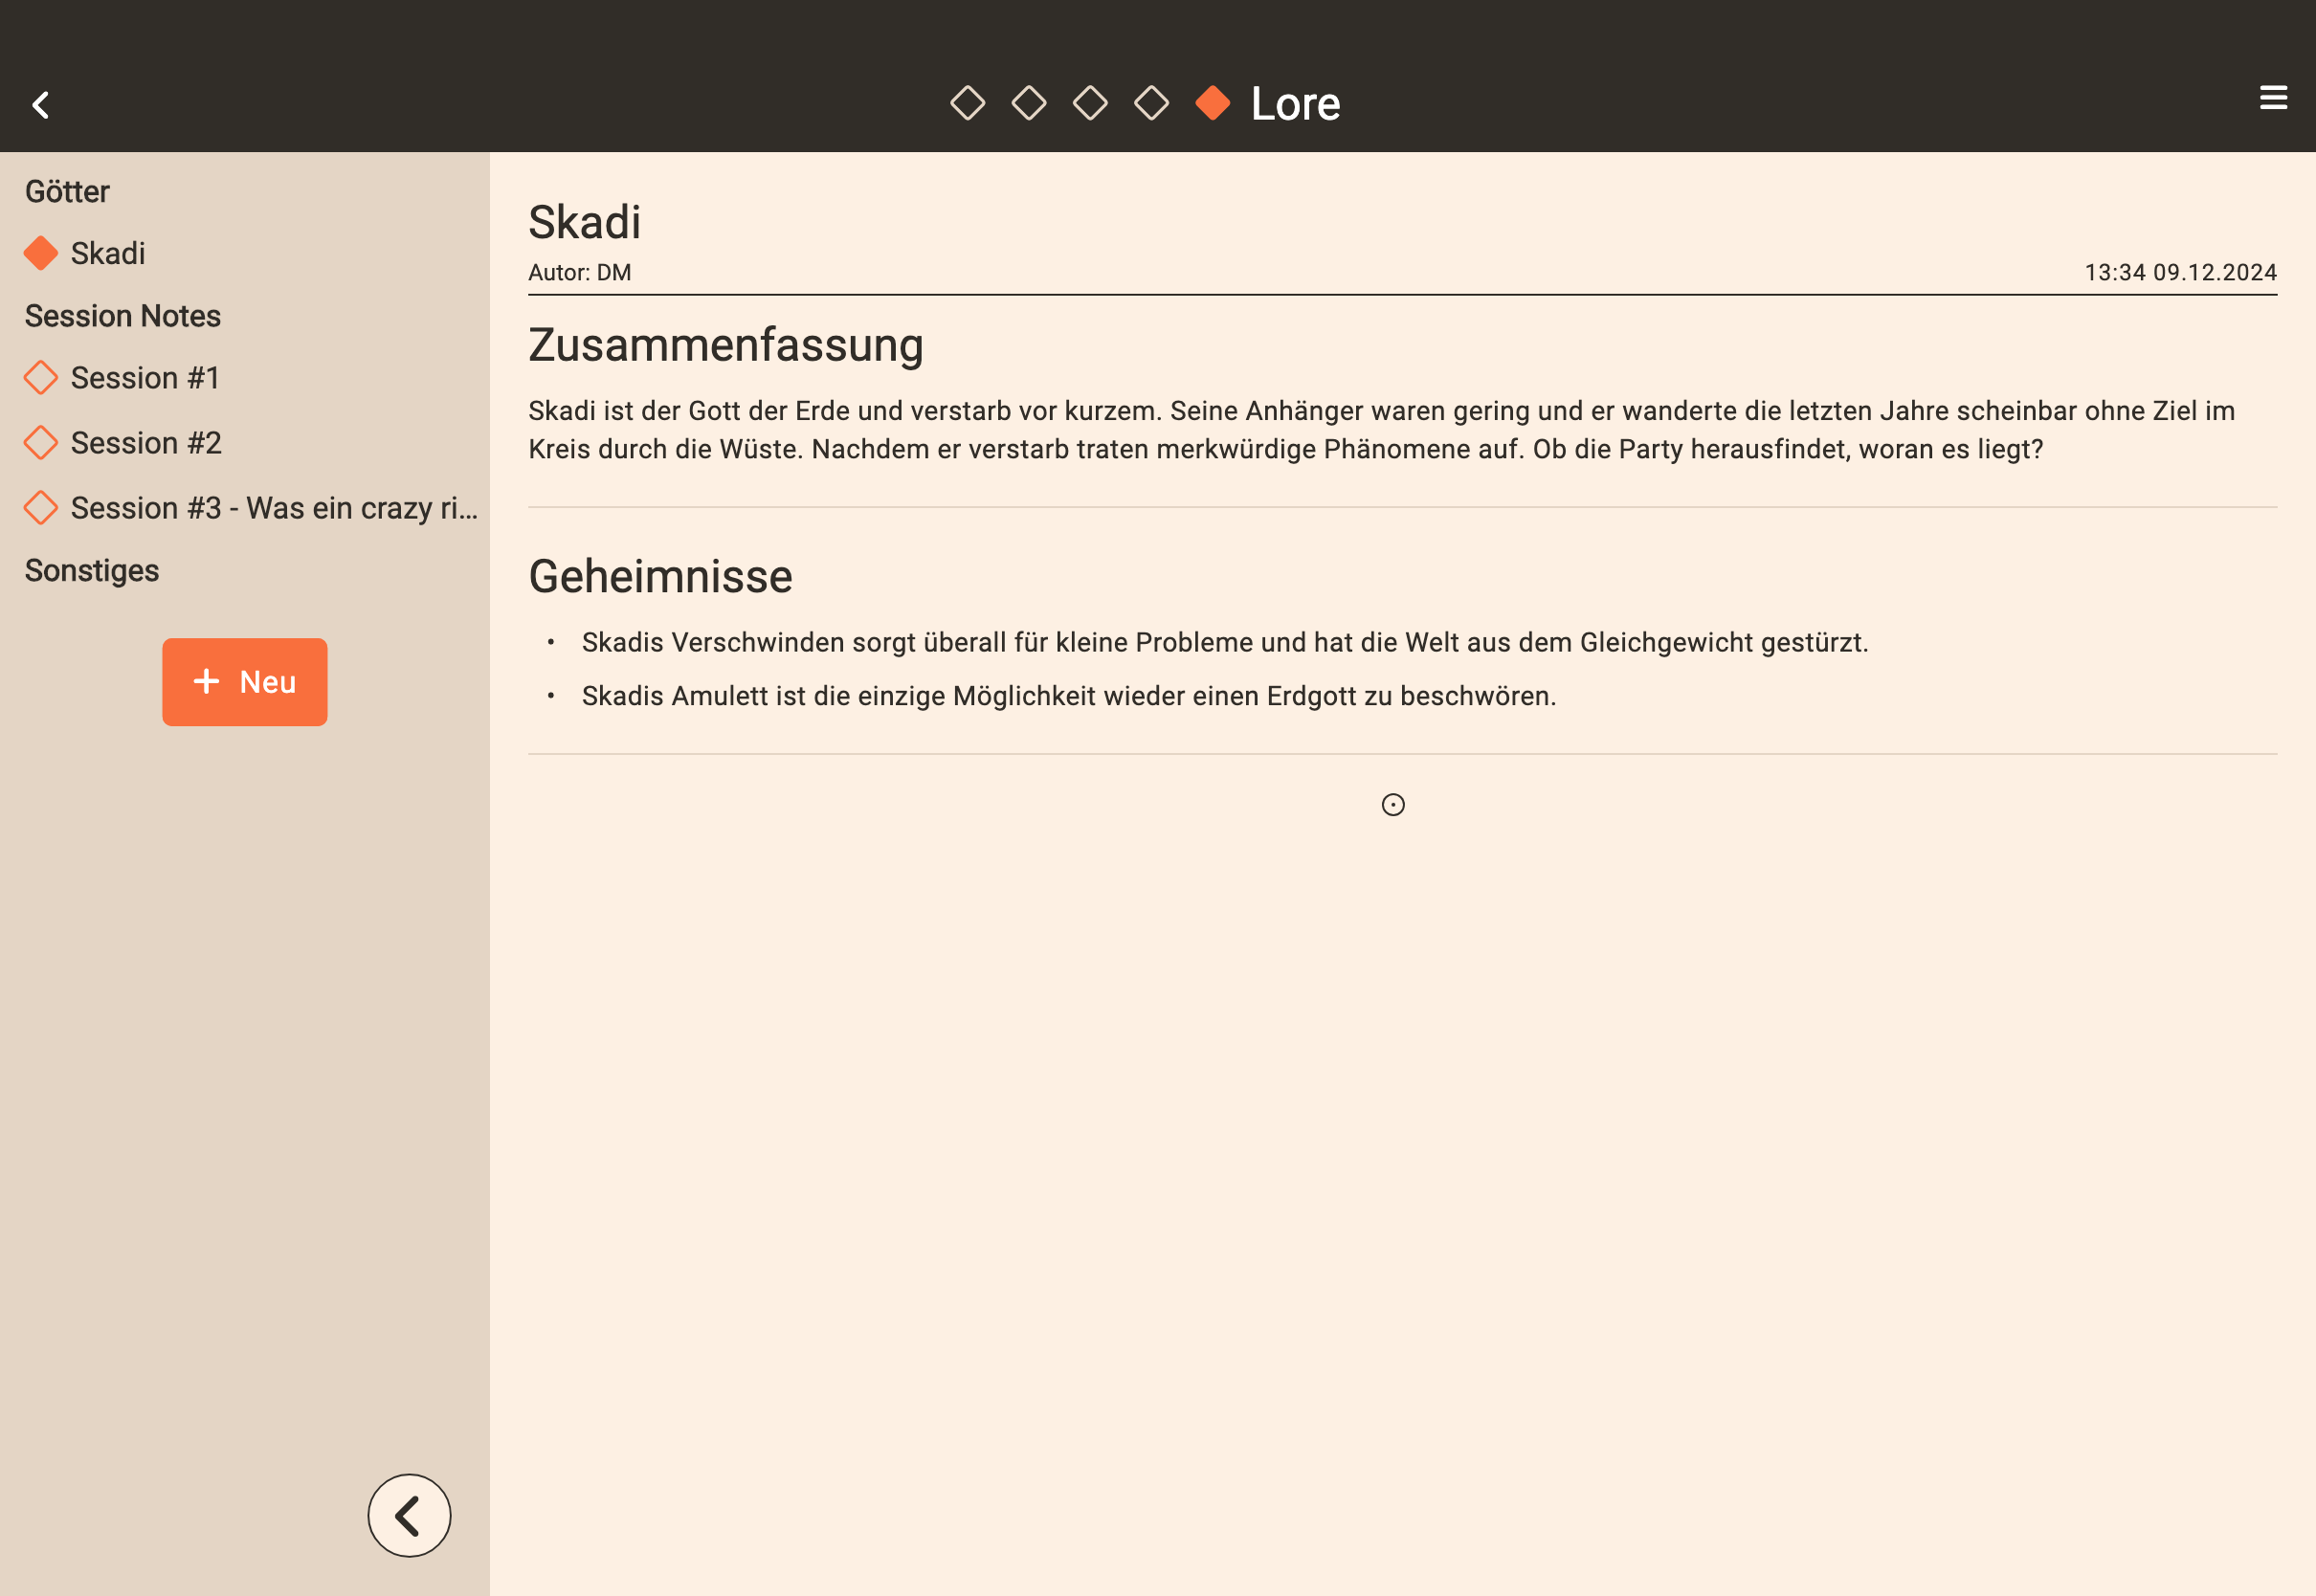 Lore
Götter
Skadi
Session Notes
Session #1
Session #2
Session #3 - Was ein crazy ri...
Sonstiges
+ Neu
Skadi
Autor: DM
13:34 09.12.2024
Zusammenfassung
Skadi ist der Gott der Erde und verstarb vor kurzem. Seine Anhänger waren gering und er wanderte die letzten Jahre scheinbar ohne Ziel im
Kreis durch die Wüste. Nachdem er verstarb traten merkwürdige Phänomene auf. Ob die Party herausfindet, woran es liegt?
Geheimnisse
• Skadis Verschwinden sorgt überall für kleine Probleme und hat die Welt aus dem Gleichgewicht gestürzt.
• Skadis Amulett ist die einzige Möglichkeit wieder einen Erdgott zu beschwören.